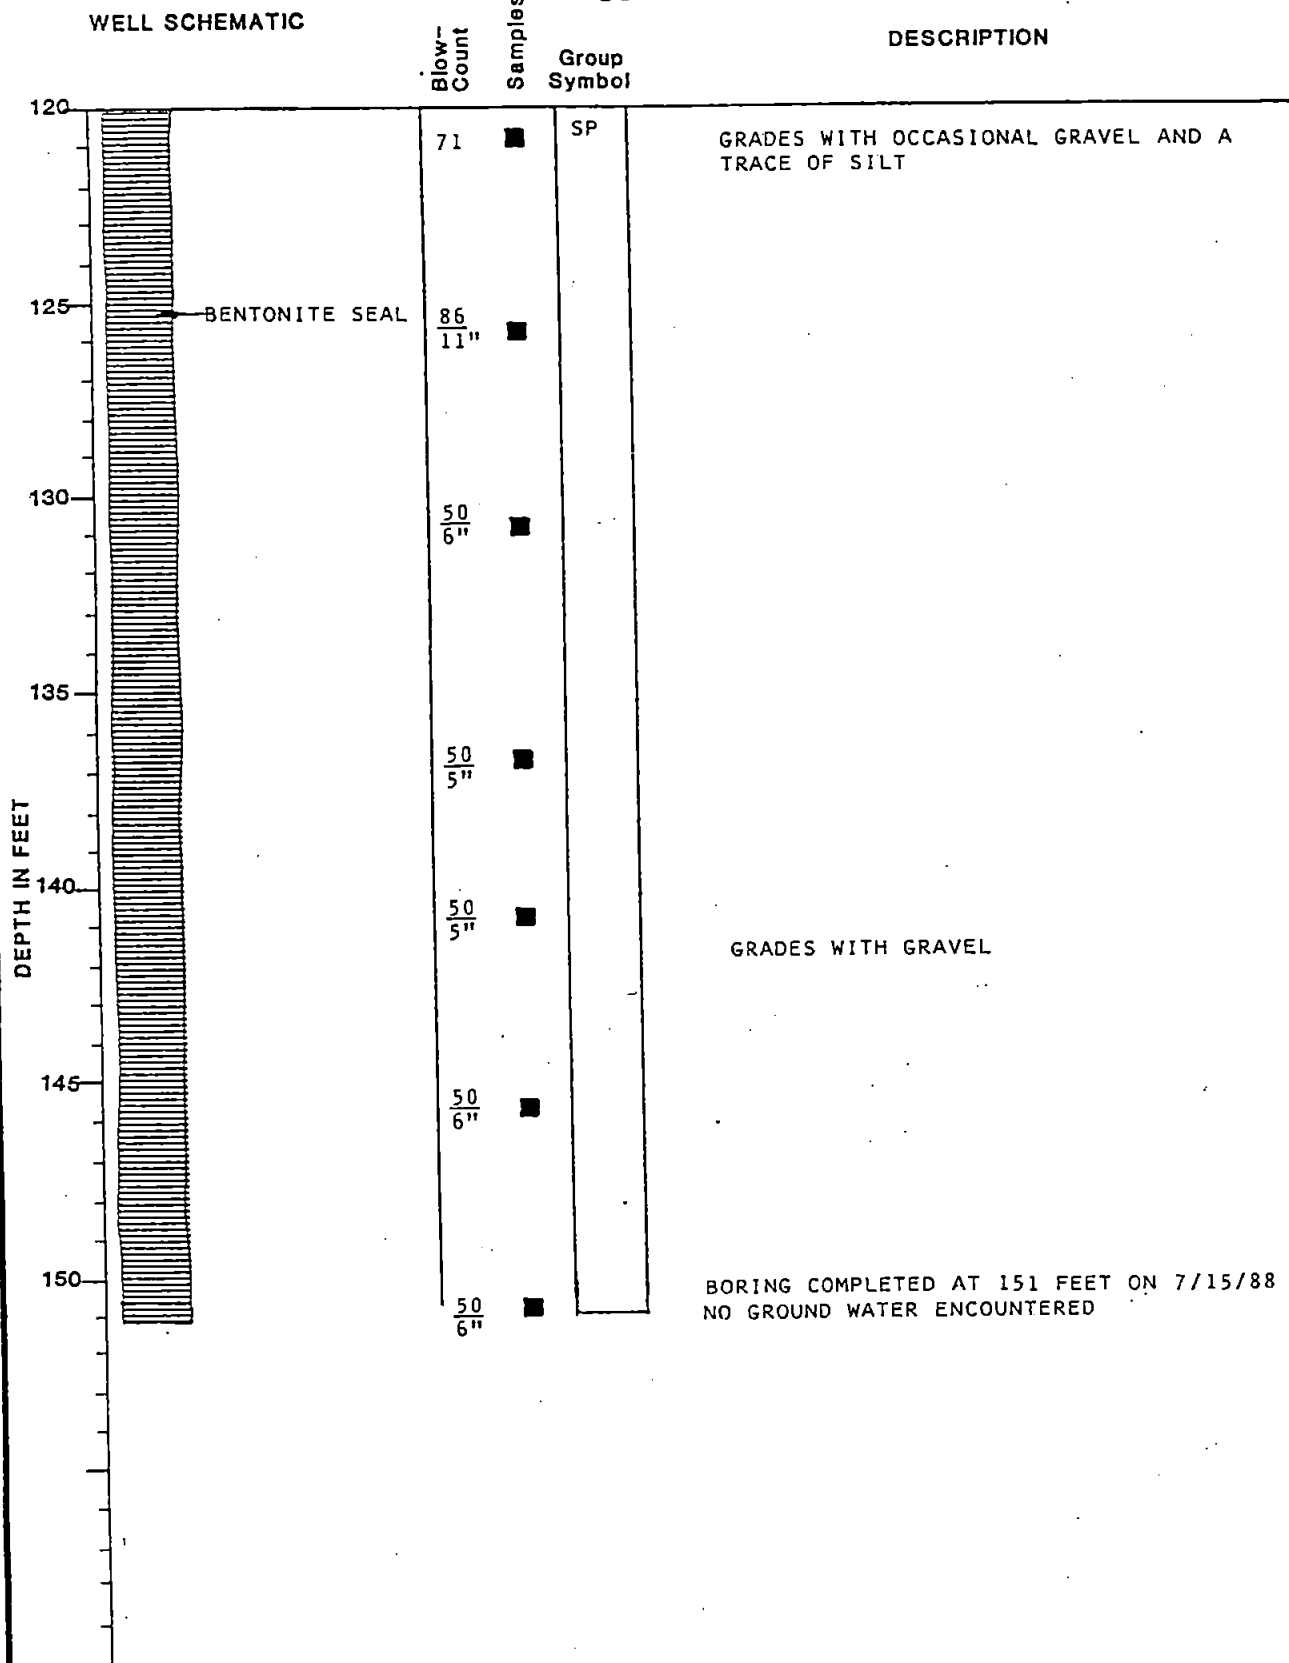 WELL SCHEMATIC
Blow-
Count
Samples
Group
Symbol
DESCRIPTION
DEPTH IN FEET
120
71
SP
GRADES WITH OCCASIONAL GRAVEL AND A
TRACE OF SILT
125
BENTONITE SEAL
86
11"
130
50
6"
135
50
5"
140
50
5"
GRADES WITH GRAVEL
145
50
6"
150
BORING COMPLETED AT 151 FEET ON 7/15/88
NO GROUND WATER ENCOUNTERED
50
6"